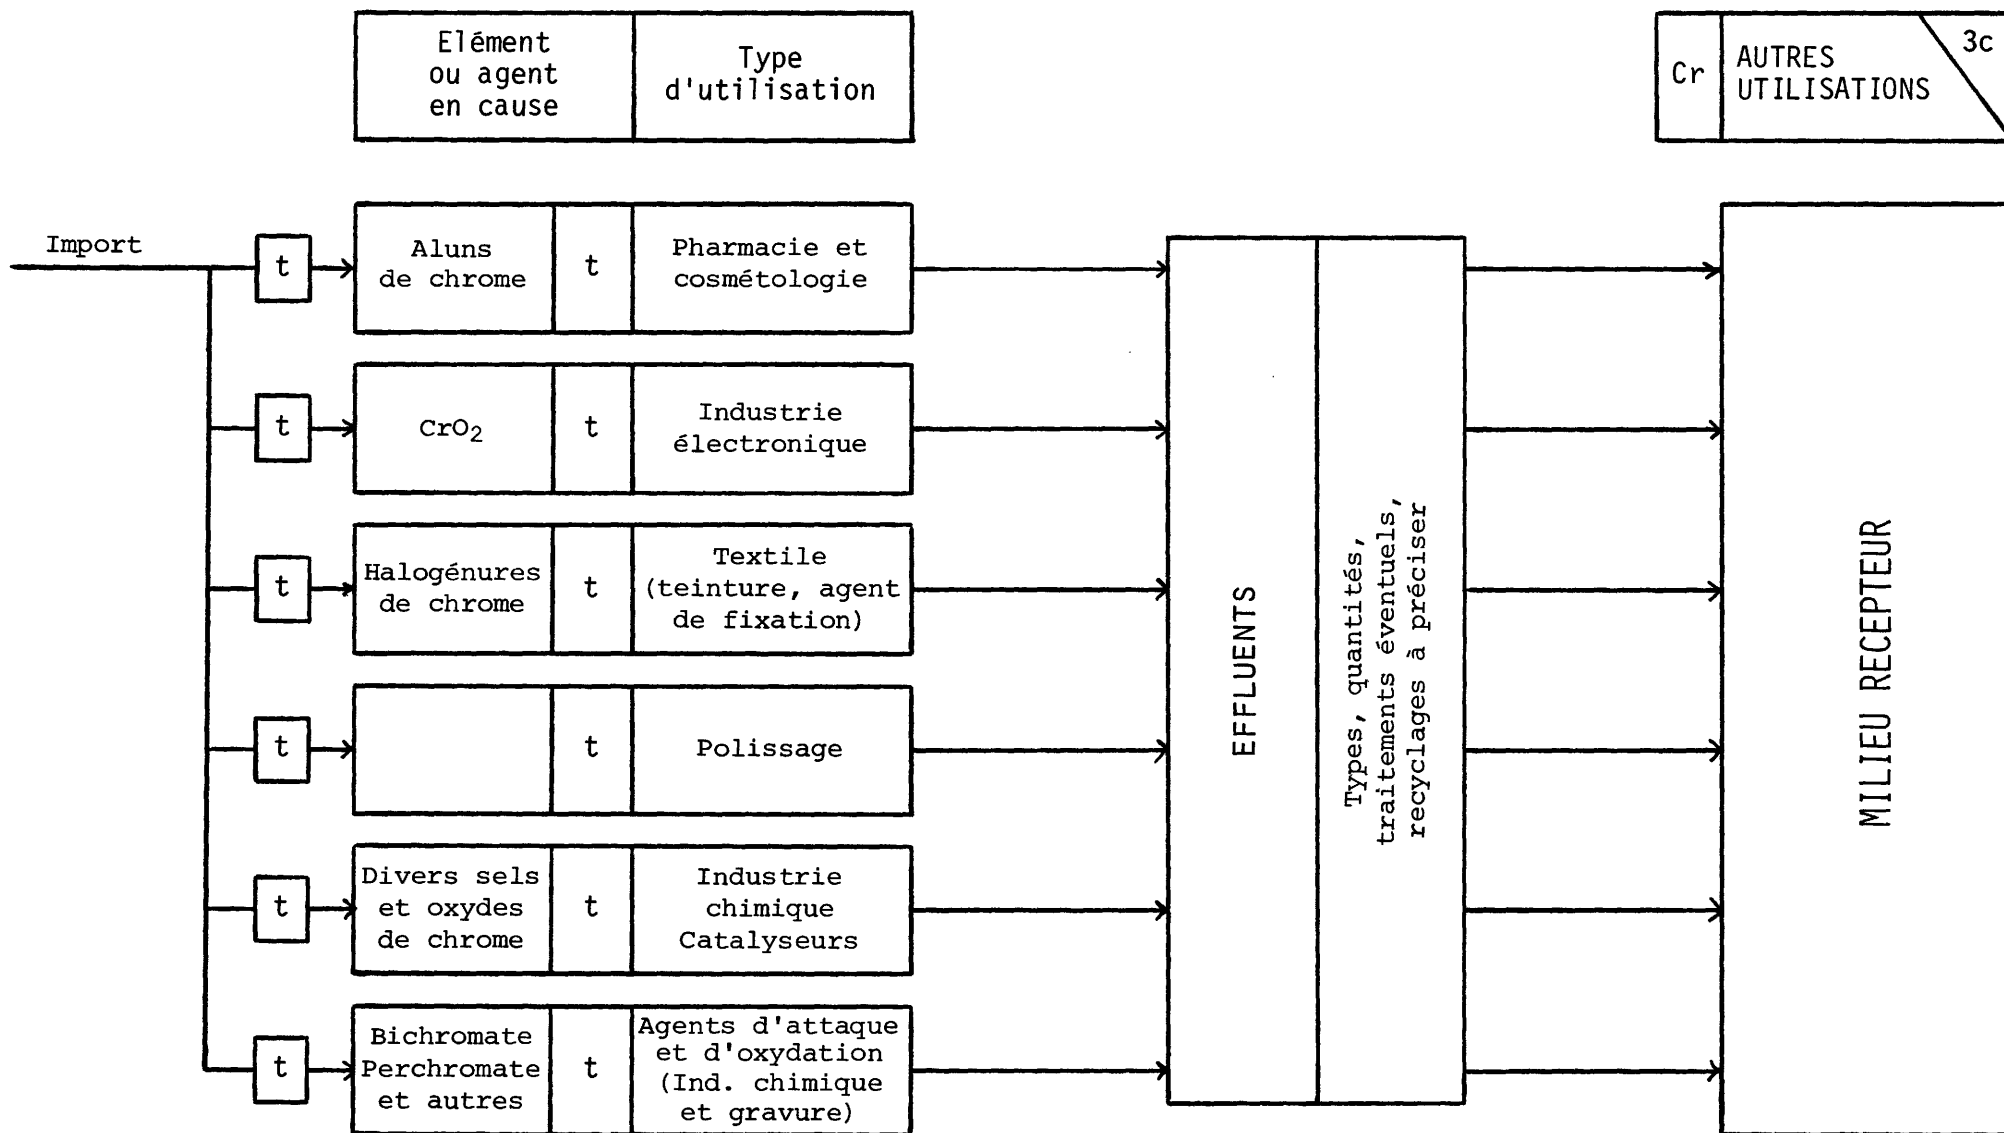 Elément
ou agent
en cause
Type
d'utilisation
Cr
AUTRES
UTILISATIONS
3c
Import
t
Aluns
de chrome
t
Pharmacie et
cosmétologie
t
CrO2
t
Industrie
électronique
t
Halogénures
de chrome
t
Textile
(teinture, agent
de fixation)
t
t
Polissage
t
Divers sels
et oxydes
de chrome
t
Industrie
chimique
Catalyseurs
t
Bichromate
Perchromate
et autres
t
Agents d'attaque
et d'oxydation
(Ind. chimique
et gravure)
EFFLUENTS
Types, quantités,
traitements éventuels,
recyclages à préciser
MILIEU RECEPTEUR